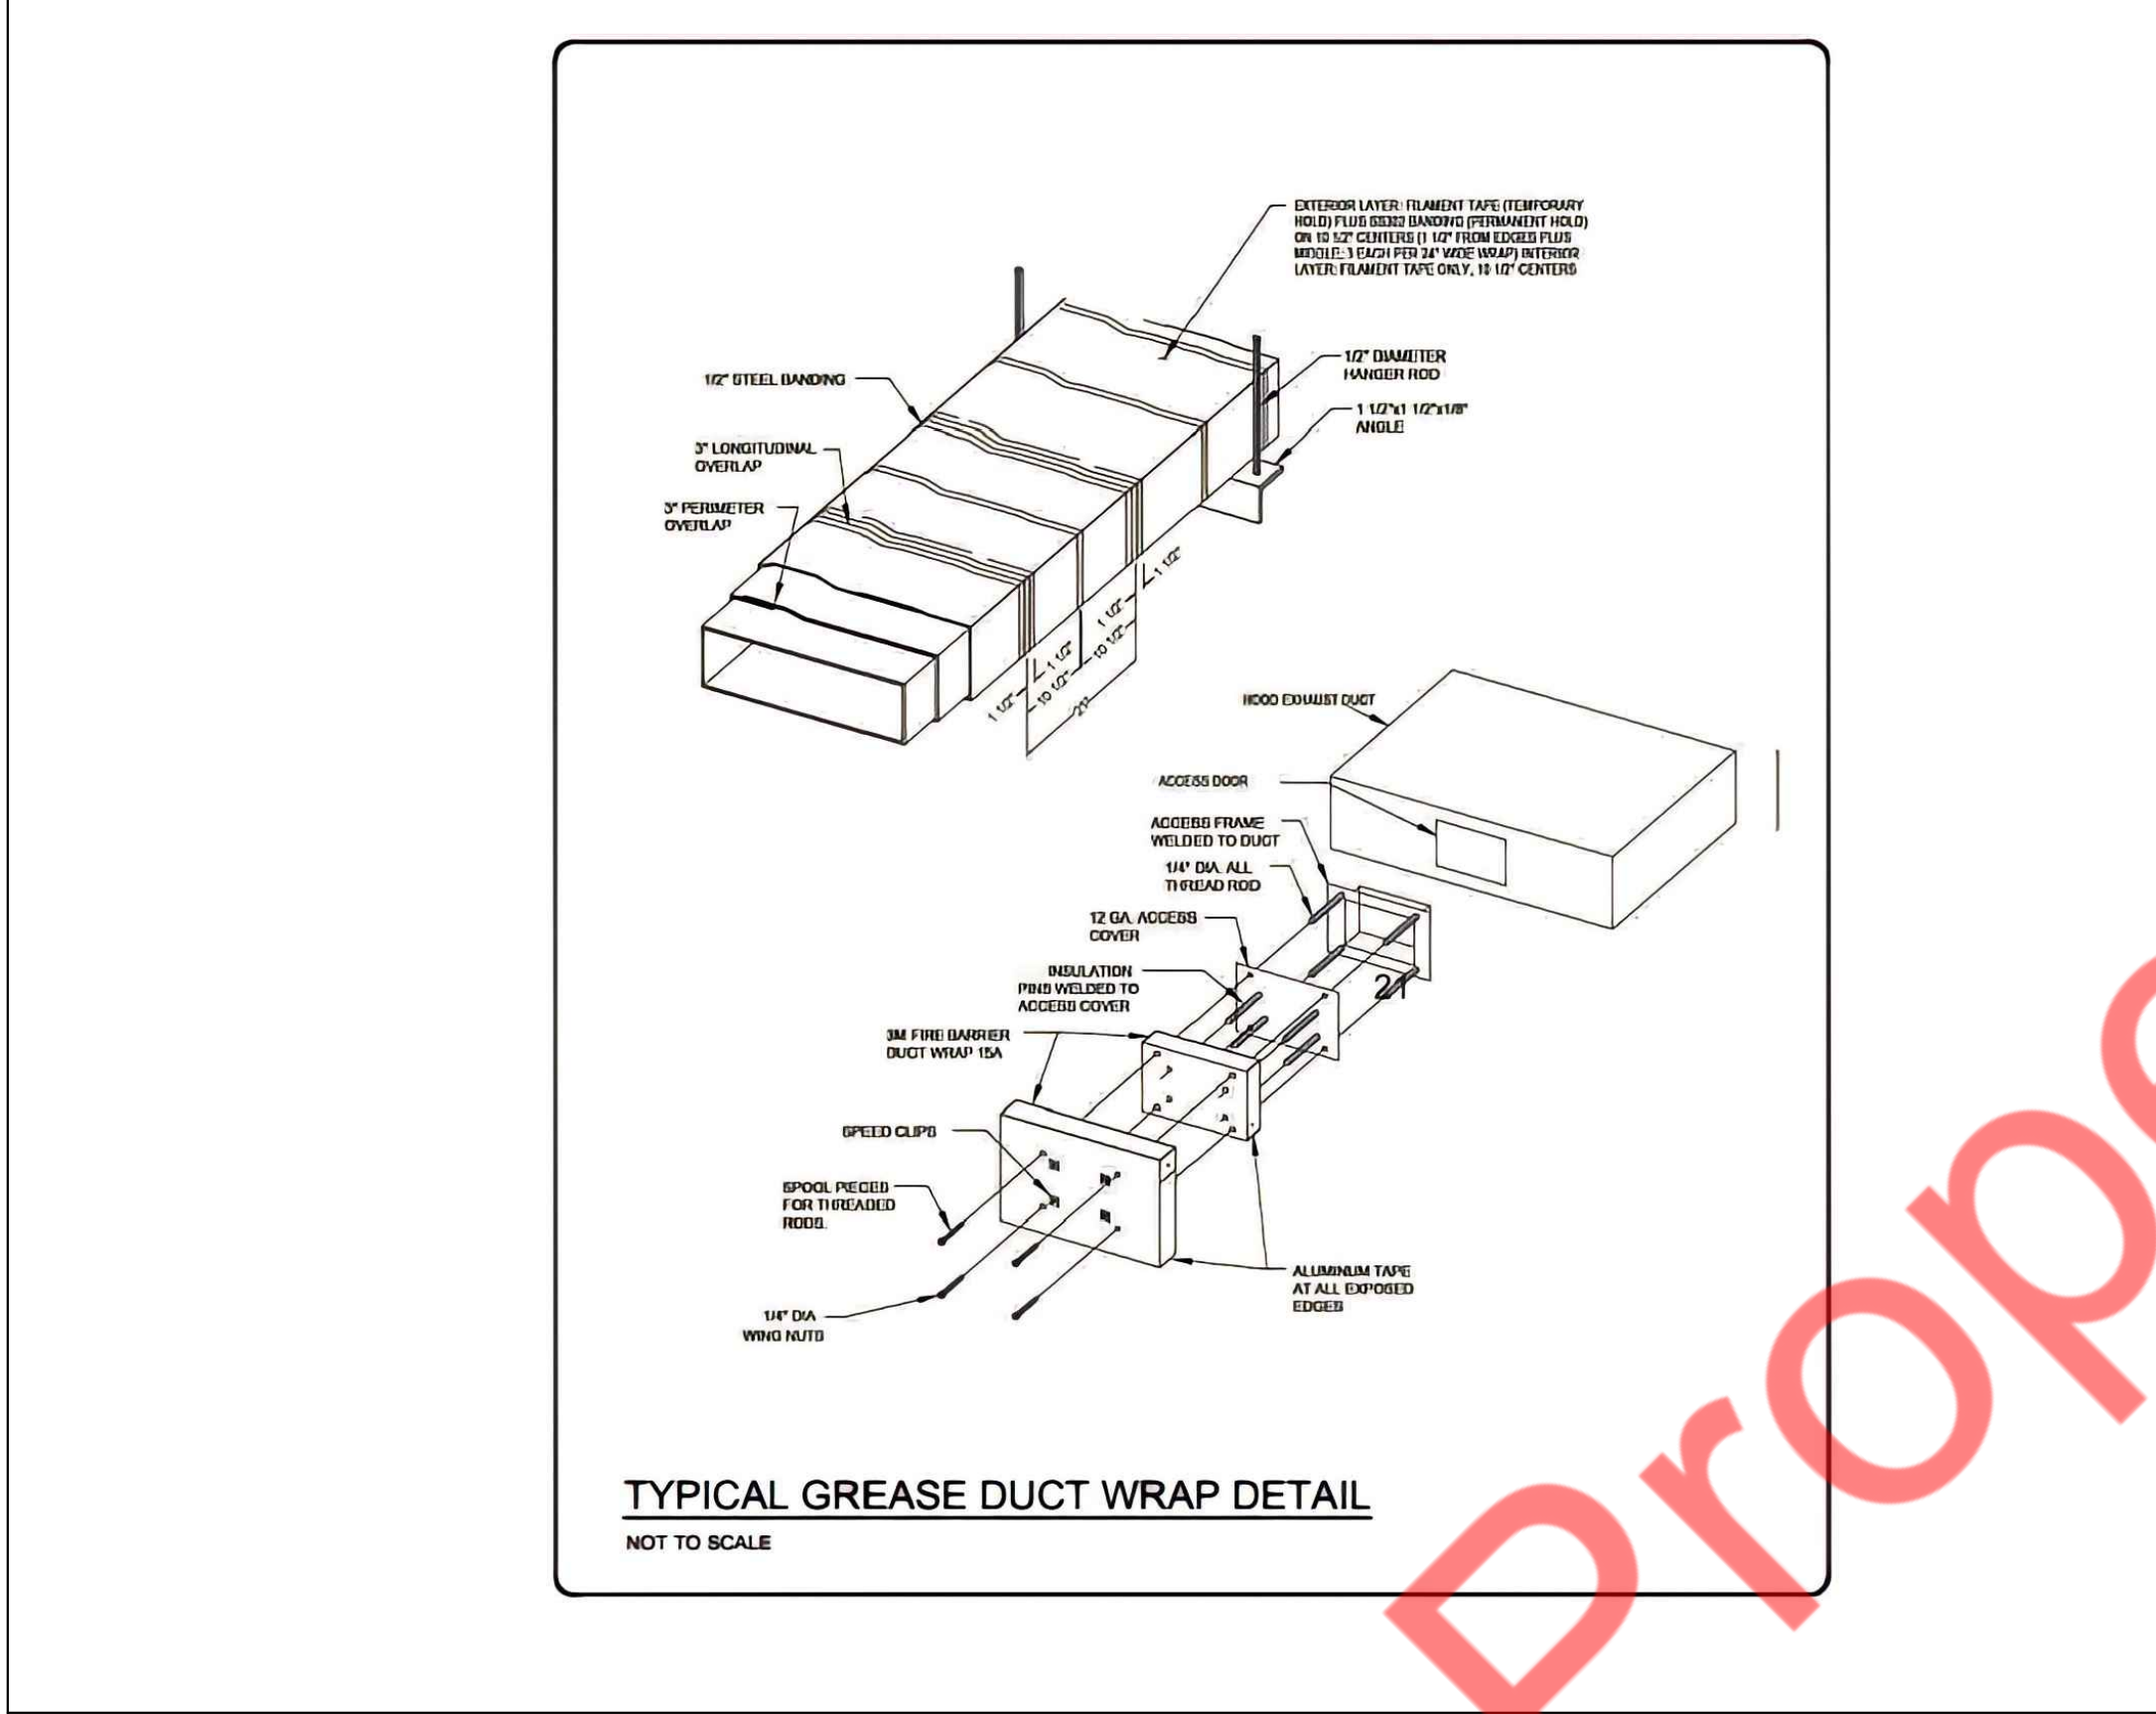 EXTERIOR LAYER: FILAMENT TAPE (TEMPORARY
HOLD) PLUS BANDING (PERMANENT HOLD)
ON 10 1/2" CENTERS (1 1/2" FROM EDGES PLUS
MIDDLE: 3 EACH PER 24" WIDE WRAP) INTERIOR
LAYER: FILAMENT TAPE ONLY, 10 1/2" CENTERS
1/2" DIAMETER
HANGER ROD
1/2" STEEL BANDING
1 1/2"x1 1/2"x1/8"
ANGLE
3" LONGITUDINAL
OVERLAP
3" PERIMETER
OVERLAP
1 1/2"
1 1/2"
10 1/2"
1 1/2"
10 1/2"
1 1/2"
21"
HOOD EXHAUST DUCT
ACCESS DOOR
ACCESS FRAME
WELDED TO DUCT
1/4" DIA. ALL
THREAD ROD
12 GA. ACCESS
COVER
INSULATION
PINS WELDED TO
ACCESS COVER
21
3M FIRE BARRIER
DUCT WRAP 15A
SPEED CLIPS
SPOOL PIECES
FOR THREADED
RODS.
ALUMINUM TAPE
AT ALL EXPOSED
EDGES
1/4" DIA
WING NUTS
TYPICAL GREASE DUCT WRAP DETAIL
NOT TO SCALE
Prop